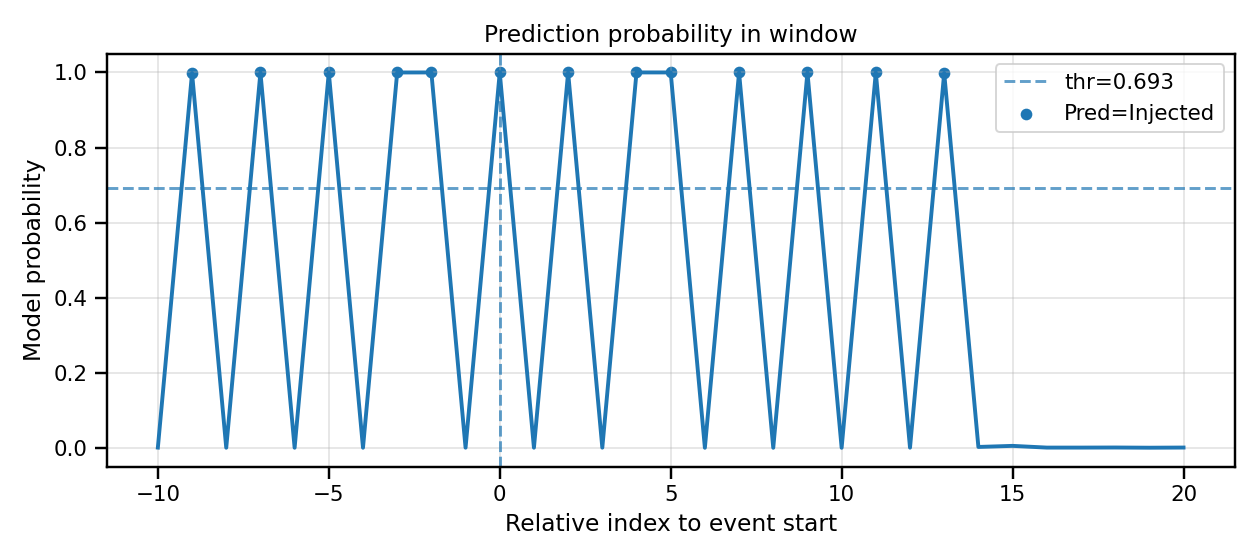 Prediction probability in window
Model probability
1.0
0.8
0.6
0.4
0.2
0.0
thr=0.693
Pred=Injected
−10 −5 0 5 10 15 20
Relative index to event start